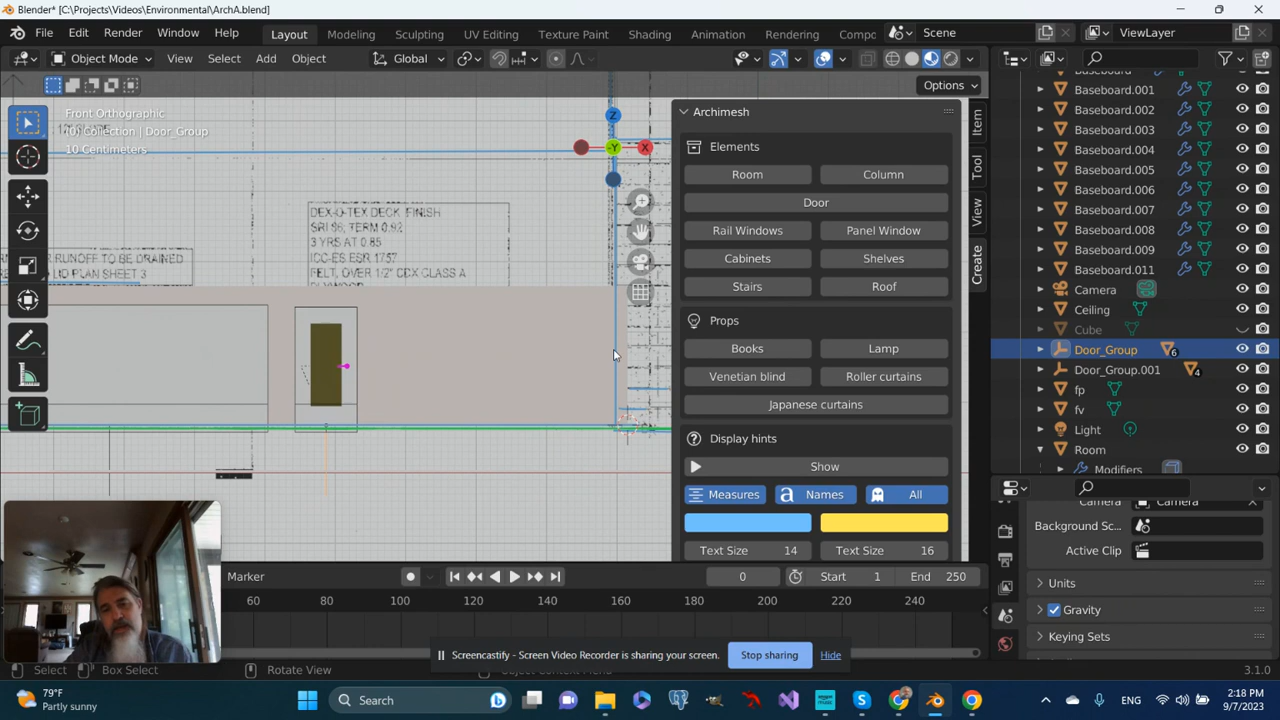 Blender* [C:\Projects\Videos\Environmental\ArchA.blend]
File Edit Render Window Help Layout Modeling Sculpting UV Editing Texture Paint Shading Animation Rendering Scene ViewLayer
Object Mode View Select Add Object Global
Options
Front Orthographic
(0) Collection | Door_Group
10 Centimeters
Z
-Y
X
DEX-O-TEX DECK FINISH
SRI 96; TERM 0.92
3 YRS AT 0.85
ICC-ES ESR 1757
FELT, OVER 1/2" CDX CLASS A
PLYWOOD
RUNOFF TO BE DRAINED
PLAN SHEET 3
Archimesh
Elements
Room Column
Door
Rail Windows Panel Window
Cabinets Shelves
Stairs Roof
Props
Books Lamp
Venetian blind Roller curtains
Japanese curtains
Display hints
Show
Measures Names All
Text Size 14 Text Size 16
Item
Tool
View
Create
Baseboard
Baseboard.001
Baseboard.002
Baseboard.003
Baseboard.004
Baseboard.005
Baseboard.006
Baseboard.007
Baseboard.008
Baseboard.009
Baseboard.011
Camera
Ceiling
Cube
Door_Group 6
Door_Group.001 4
fp
fv
Light
Room
Modifiers
Camera Camera
Background Sc...
Active Clip
Units
Gravity
Keying Sets
Marker 0 Start 1 End 250
60 80 100 120 140 160 180 200 220 240
Screencastify - Screen Video Recorder is sharing your screen. Stop sharing Hide
Select Box Select Rotate View 3.1.0
79°F
Partly sunny
Search
ENG
2:18 PM
9/7/2023